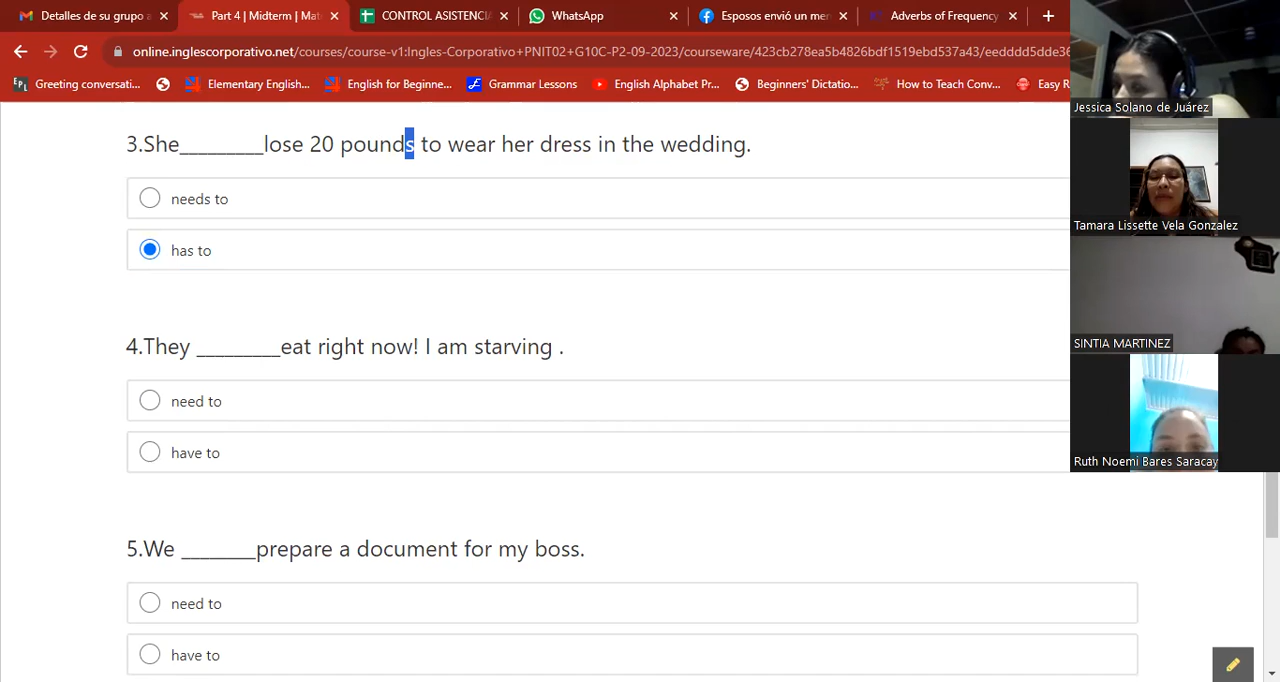 Detalles de su grupo a
Part 4 | Midterm | Mat
CONTROL ASISTENCIA
WhatsApp
Esposos envió un men
Adverbs of Frequency
online.inglescorporativo.net/courses/course-v1:Ingles-Corporativo+PNIT02+G10C-P2-09-2023/courseware/423cb278ea5b4826bdf1519ebd537a43/eedddd5dde36
Greeting conversati...
Elementary English...
English for Beginne...
Grammar Lessons
English Alphabet Pr...
Beginners' Dictatio...
How to Teach Conv...
Easy R
Jessica Solano de Juárez
Tamara Lissette Vela Gonzalez
SINTIA MARTINEZ
Ruth Noemi Bares Saracay
3.She_________lose 20 pounds to wear her dress in the wedding.
needs to
has to
4.They _________eat right now! I am starving .
need to
have to
5.We ________prepare a document for my boss.
need to
have to